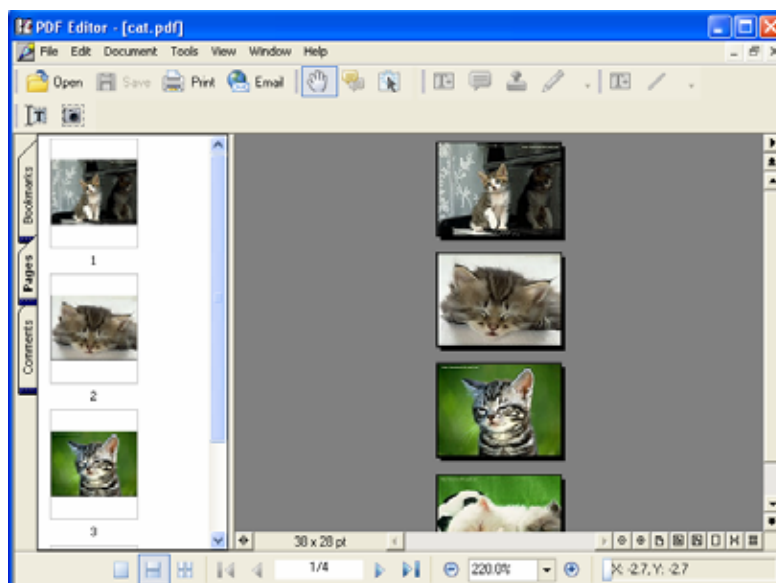 PDF Editor - [cat.pdf]
File Edit Document Tools View Window Help
Open Save Print Email
Bookmarks
Pages
Comments
1
2
3
38 x 28 pt
1/4
220.0%
X: -2.7, Y: -2.7